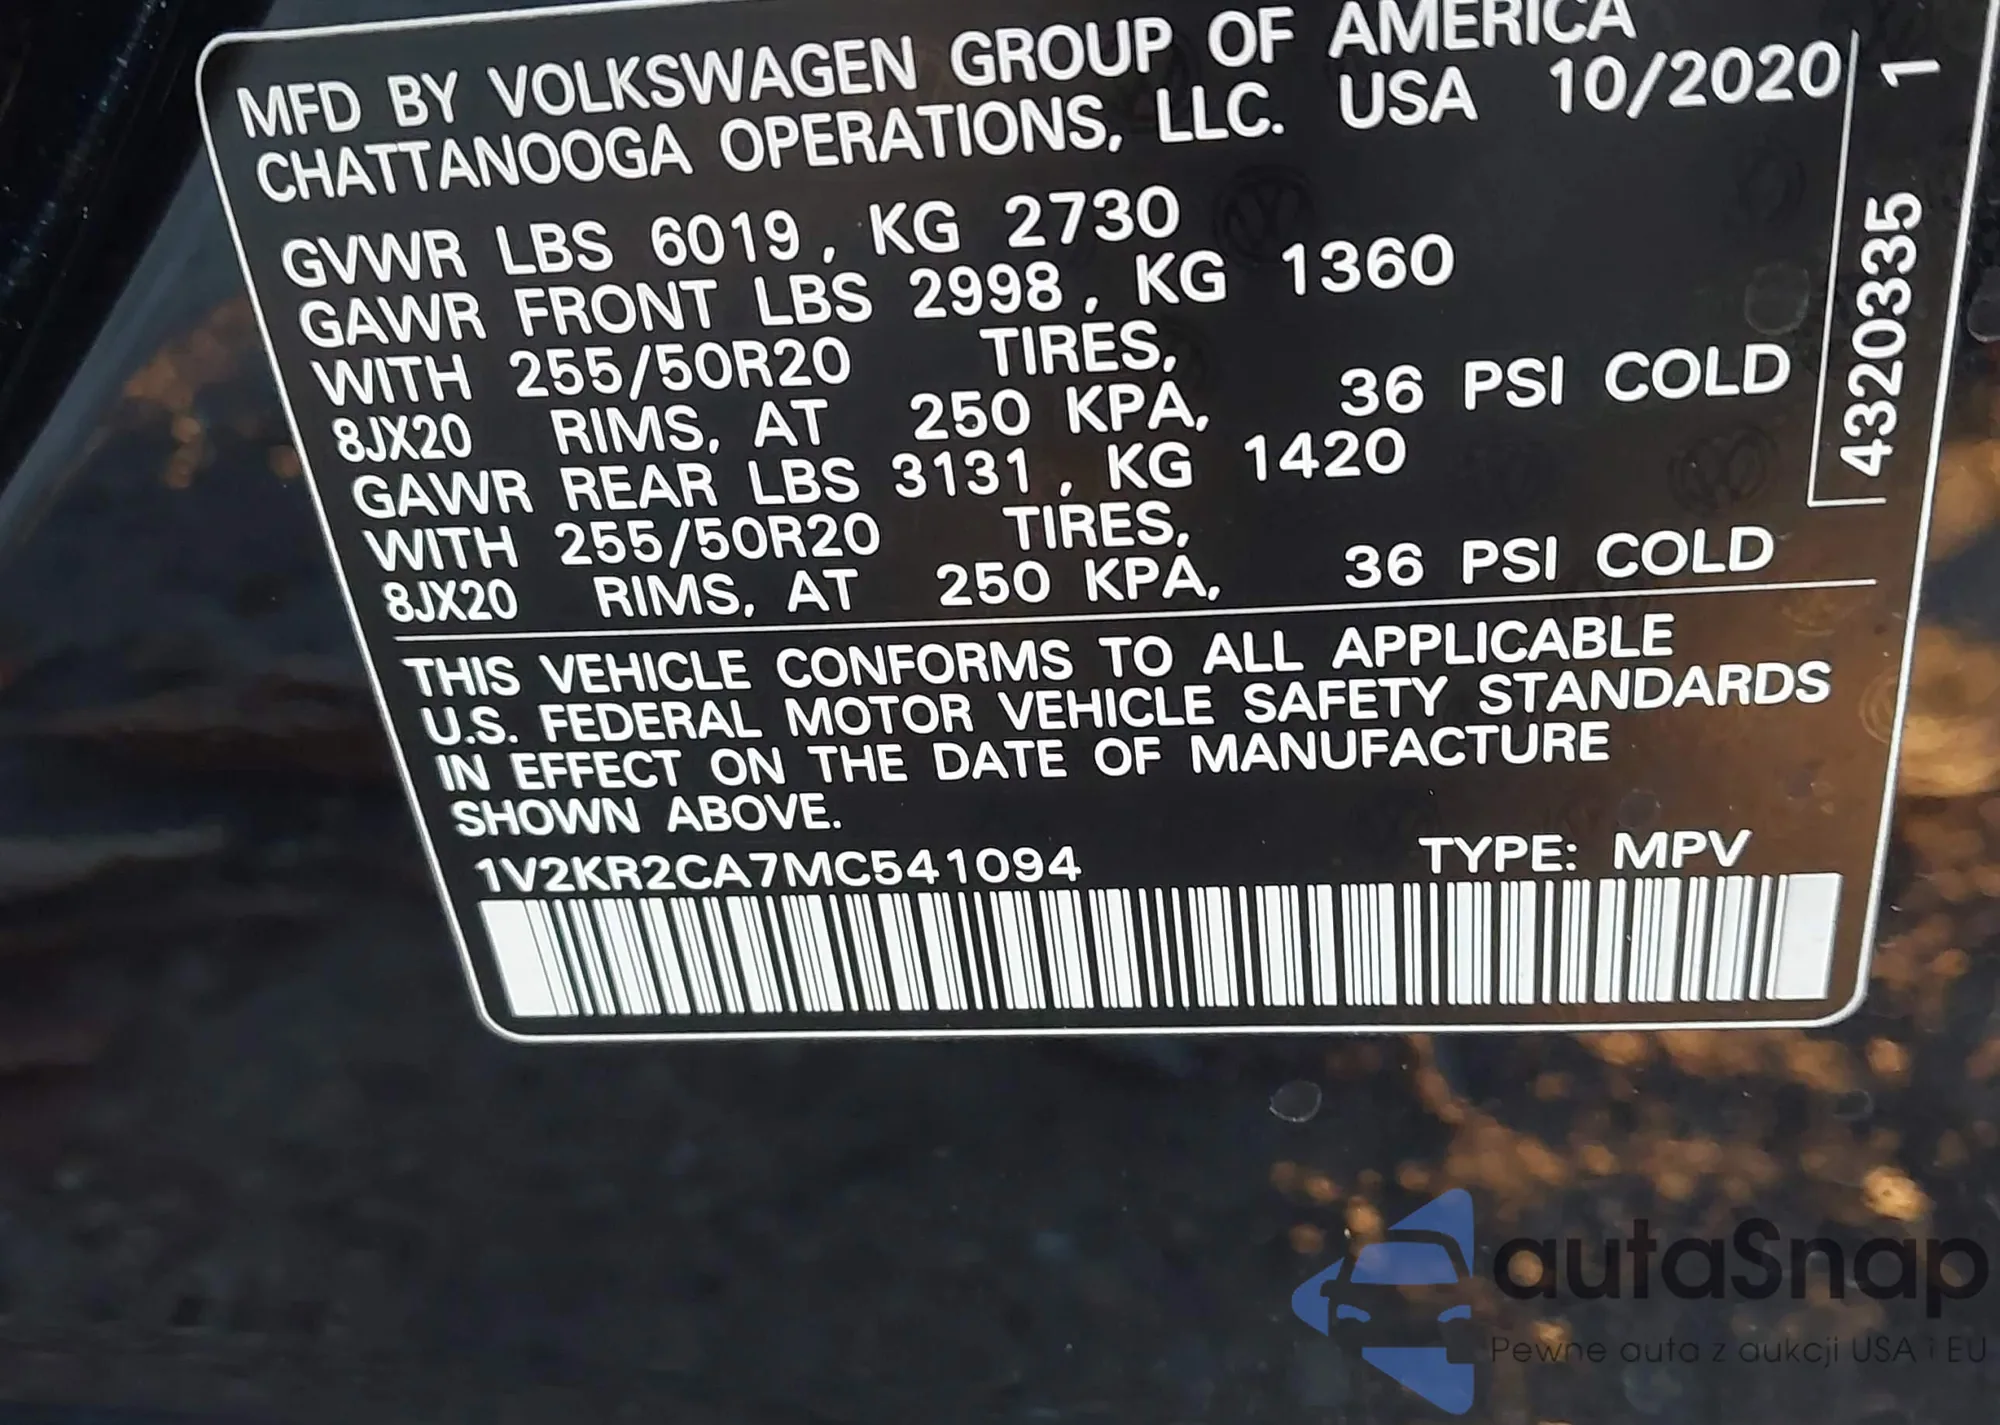 MFD BY VOLKSWAGEN GROUP OF AMERICA
CHATTANOOGA OPERATIONS, LLC. USA 10/2020
GVWR LBS 6019, KG 2730
GAWR FRONT LBS 2998, KG 1360
WITH 255/50R20 TIRES,
8JX20 RIMS, AT 250 KPA, 36 PSI COLD
GAWR REAR LBS 3131, KG 1420
WITH 255/50R20 TIRES,
8JX20 RIMS, AT 250 KPA, 36 PSI COLD
4320335 1
THIS VEHICLE CONFORMS TO ALL APPLICABLE
U.S. FEDERAL MOTOR VEHICLE SAFETY STANDARDS
IN EFFECT ON THE DATE OF MANUFACTURE
SHOWN ABOVE.
1V2KR2CA7MC541094 TYPE: MPV
autaSnap
Pewne auta z aukcji USA i EU